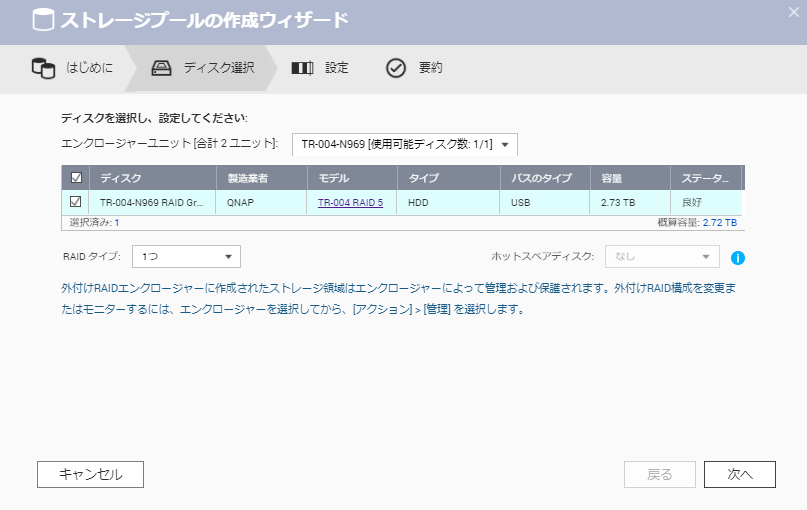 ストレージプールの作成ウィザード
はじめに
ディスク選択
設定
要約
ディスクを選択し、設定してください:
エンクロージャーユニット [合計 2 ユニット]: TR-004-N969 [使用可能ディスク数: 1/1]
ディスク 製造業者 モデル タイプ バスのタイプ 容量 ステータ...
TR-004-N969 RAID Gr... QNAP TR-004 RAID 5 HDD USB 2.73 TB 良好
選択済み: 1 概算容量: 2.72 TB
RAID タイプ: 1つ ホットスペアディスク: なし
外付けRAIDエンクロージャーに作成されたストレージ領域はエンクロージャーによって管理および保護されます。外付けRAID構成を変更ま
たはモニターするには、エンクロージャーを選択してから、[アクション] > [管理] を選択します。
キャンセル 戻る 次へ